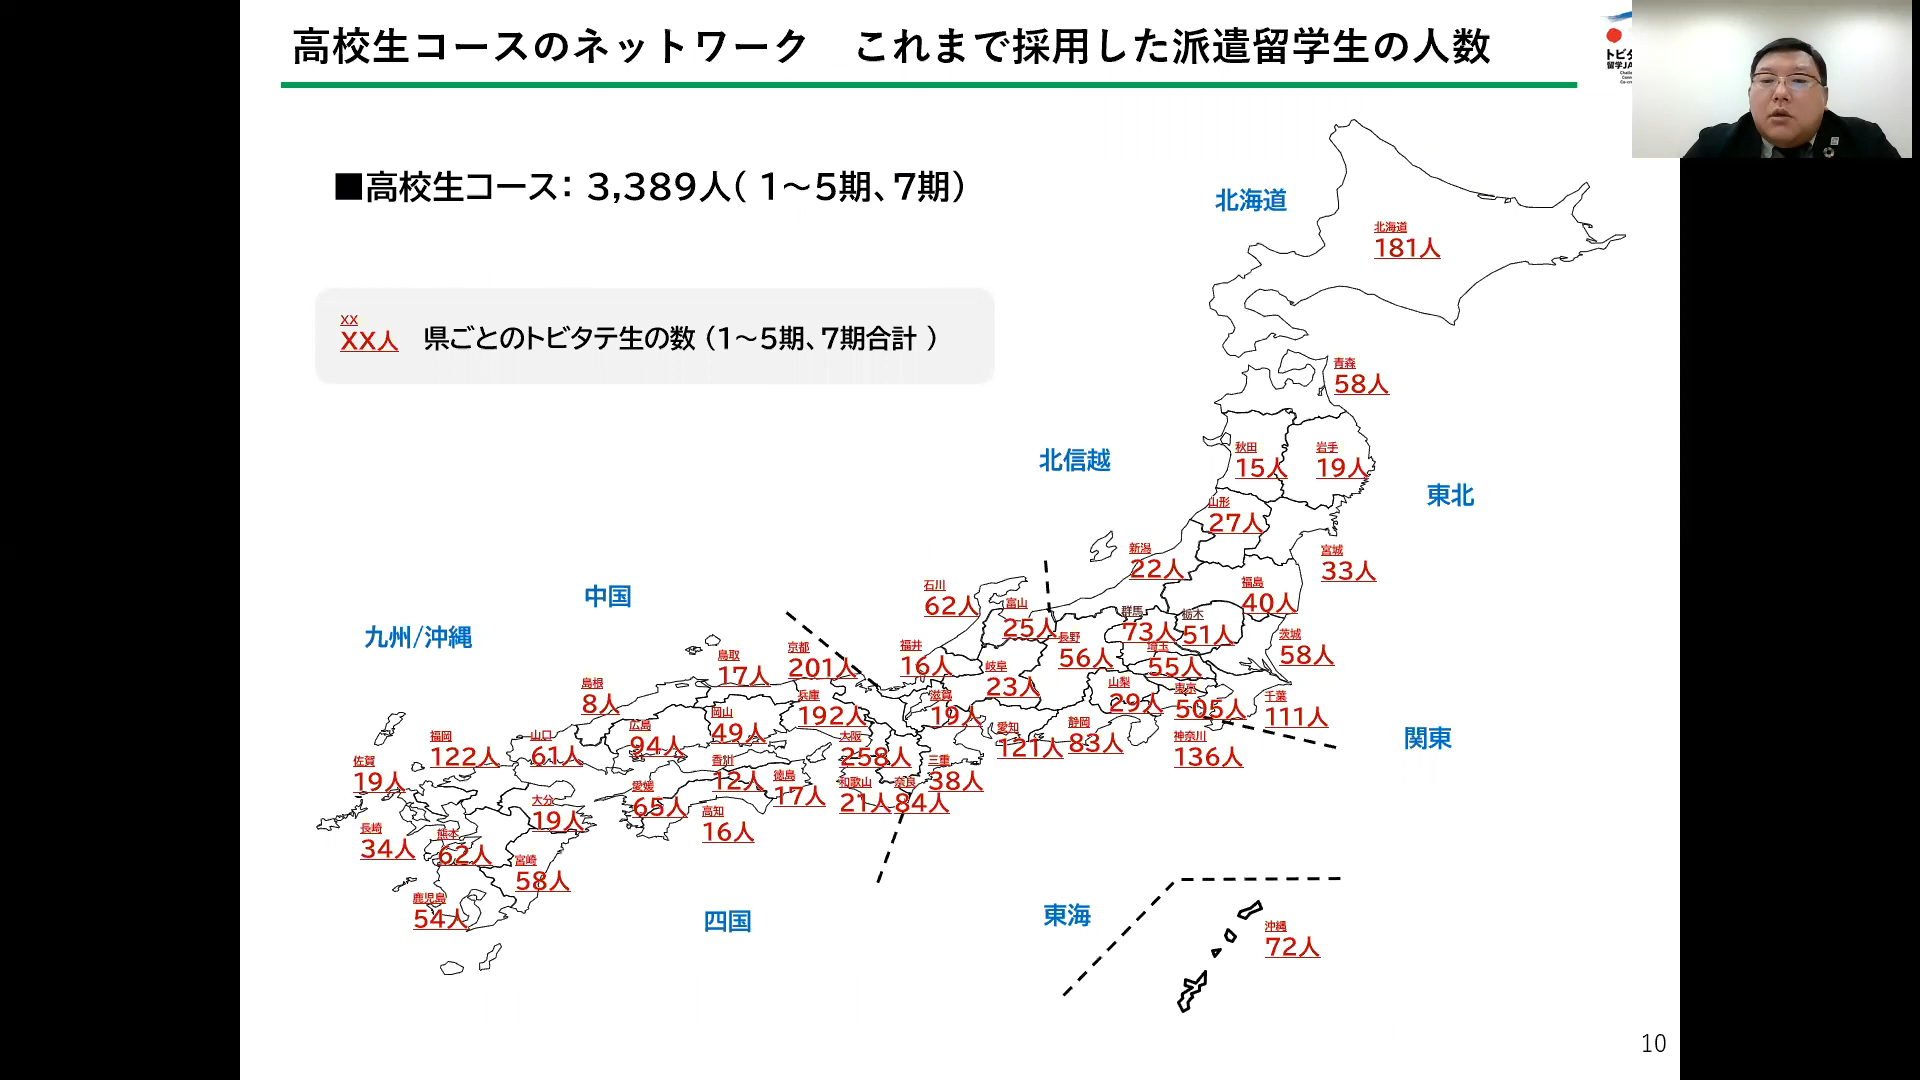 高校生コースのネットワーク　これまで採用した派遣留学生の人数
■高校生コース： 3,389人（ 1～5期、7期）
XX
XX人　県ごとのトビタテ生の数（1～5期、7期合計 ）
北海道
北海道
181人
青森
58人
秋田
15人
岩手
19人
北信越
東北
山形
27人
新潟
22人
宮城
33人
福島
40人
中国
石川
62人
富山
25人
群馬
73人
栃木
51人
九州/沖縄
茨城
58人
長野
56人
埼玉
55人
京都
201人
福井
16人
鳥取
17人
岐阜
23人
島根
8人
山梨
29人
東京
505人
千葉
111人
兵庫
192人
滋賀
19人
岡山
49人
広島
94人
愛知
121人
静岡
83人
神奈川
136人
関東
福岡
122人
山口
61人
大阪
258人
佐賀
19人
香川
12人
徳島
17人
三重
38人
愛媛
65人
和歌山
21人
奈良
84人
大分
19人
高知
16人
長崎
34人
熊本
62人
宮崎
58人
鹿児島
54人
四国
東海
沖縄
72人
10